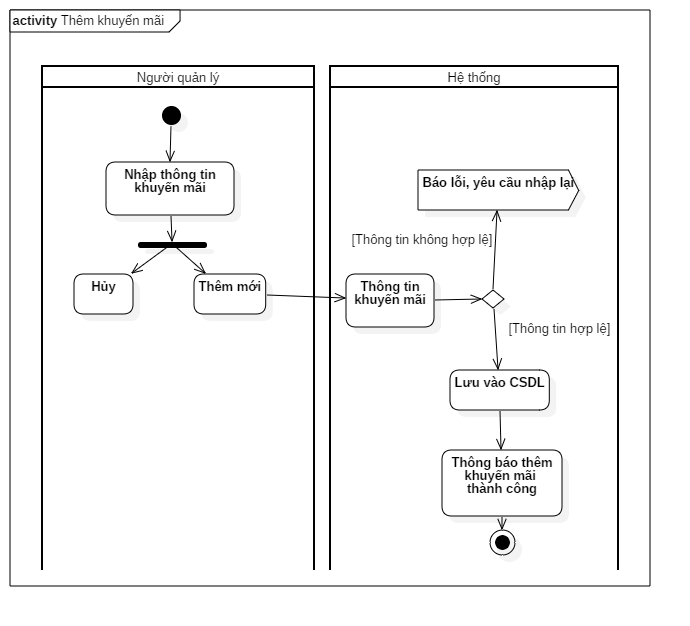 activity Thêm khuyến mãi
Người quản lý
Hệ thống
Nhập thông tin
khuyến mãi
Báo lỗi, yêu cầu nhập lại
[Thông tin không hợp lệ]
Hủy
Thêm mới
Thông tin
khuyến mãi
[Thông tin hợp lệ]
Lưu vào CSDL
Thông báo thêm
khuyến mãi
thành công